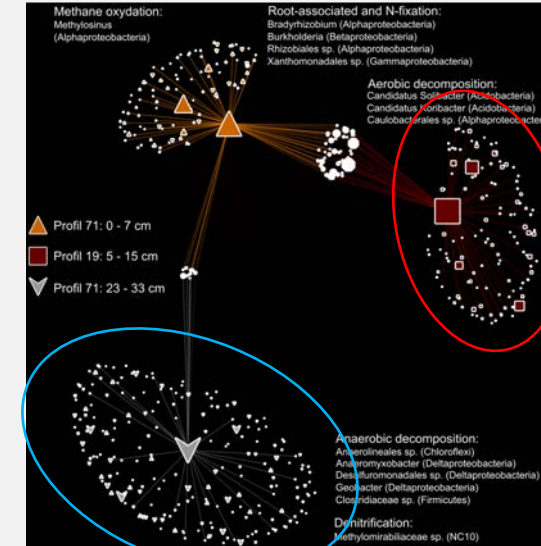 Methane oxydation:
Methylosinus
(Alphaproteobacteria)
Root-associated and N-fixation:
Bradyrhizobium (Alphaproteobacteria)
Burkholderia (Betaproteobacteria)
Rhizobiales sp. (Alphaproteobacteria)
Xanthomonadales sp. (Gammaproteobacteria)
Aerobic decomposition:
Candidatus Solibacter (Acidobacteria)
Candidatus Koribacter (Acidobacteria)
Caulobacterales sp. (Alphaproteobacter
Profil 71: 0 - 7 cm
Profil 19: 5 - 15 cm
Profil 71: 23 - 33 cm
Anaerobic decomposition:
Anaerolineales sp. (Chloroflexi)
Anaeromyxobacter (Deltaproteobacteria)
Desulfuromonadales sp. (Deltaproteobacteria)
Geobacter (Deltaproteobacteria)
Clostridiaceae sp. (Firmicutes)
Denitrification:
Methylomirabiliaceae sp. (NC10)